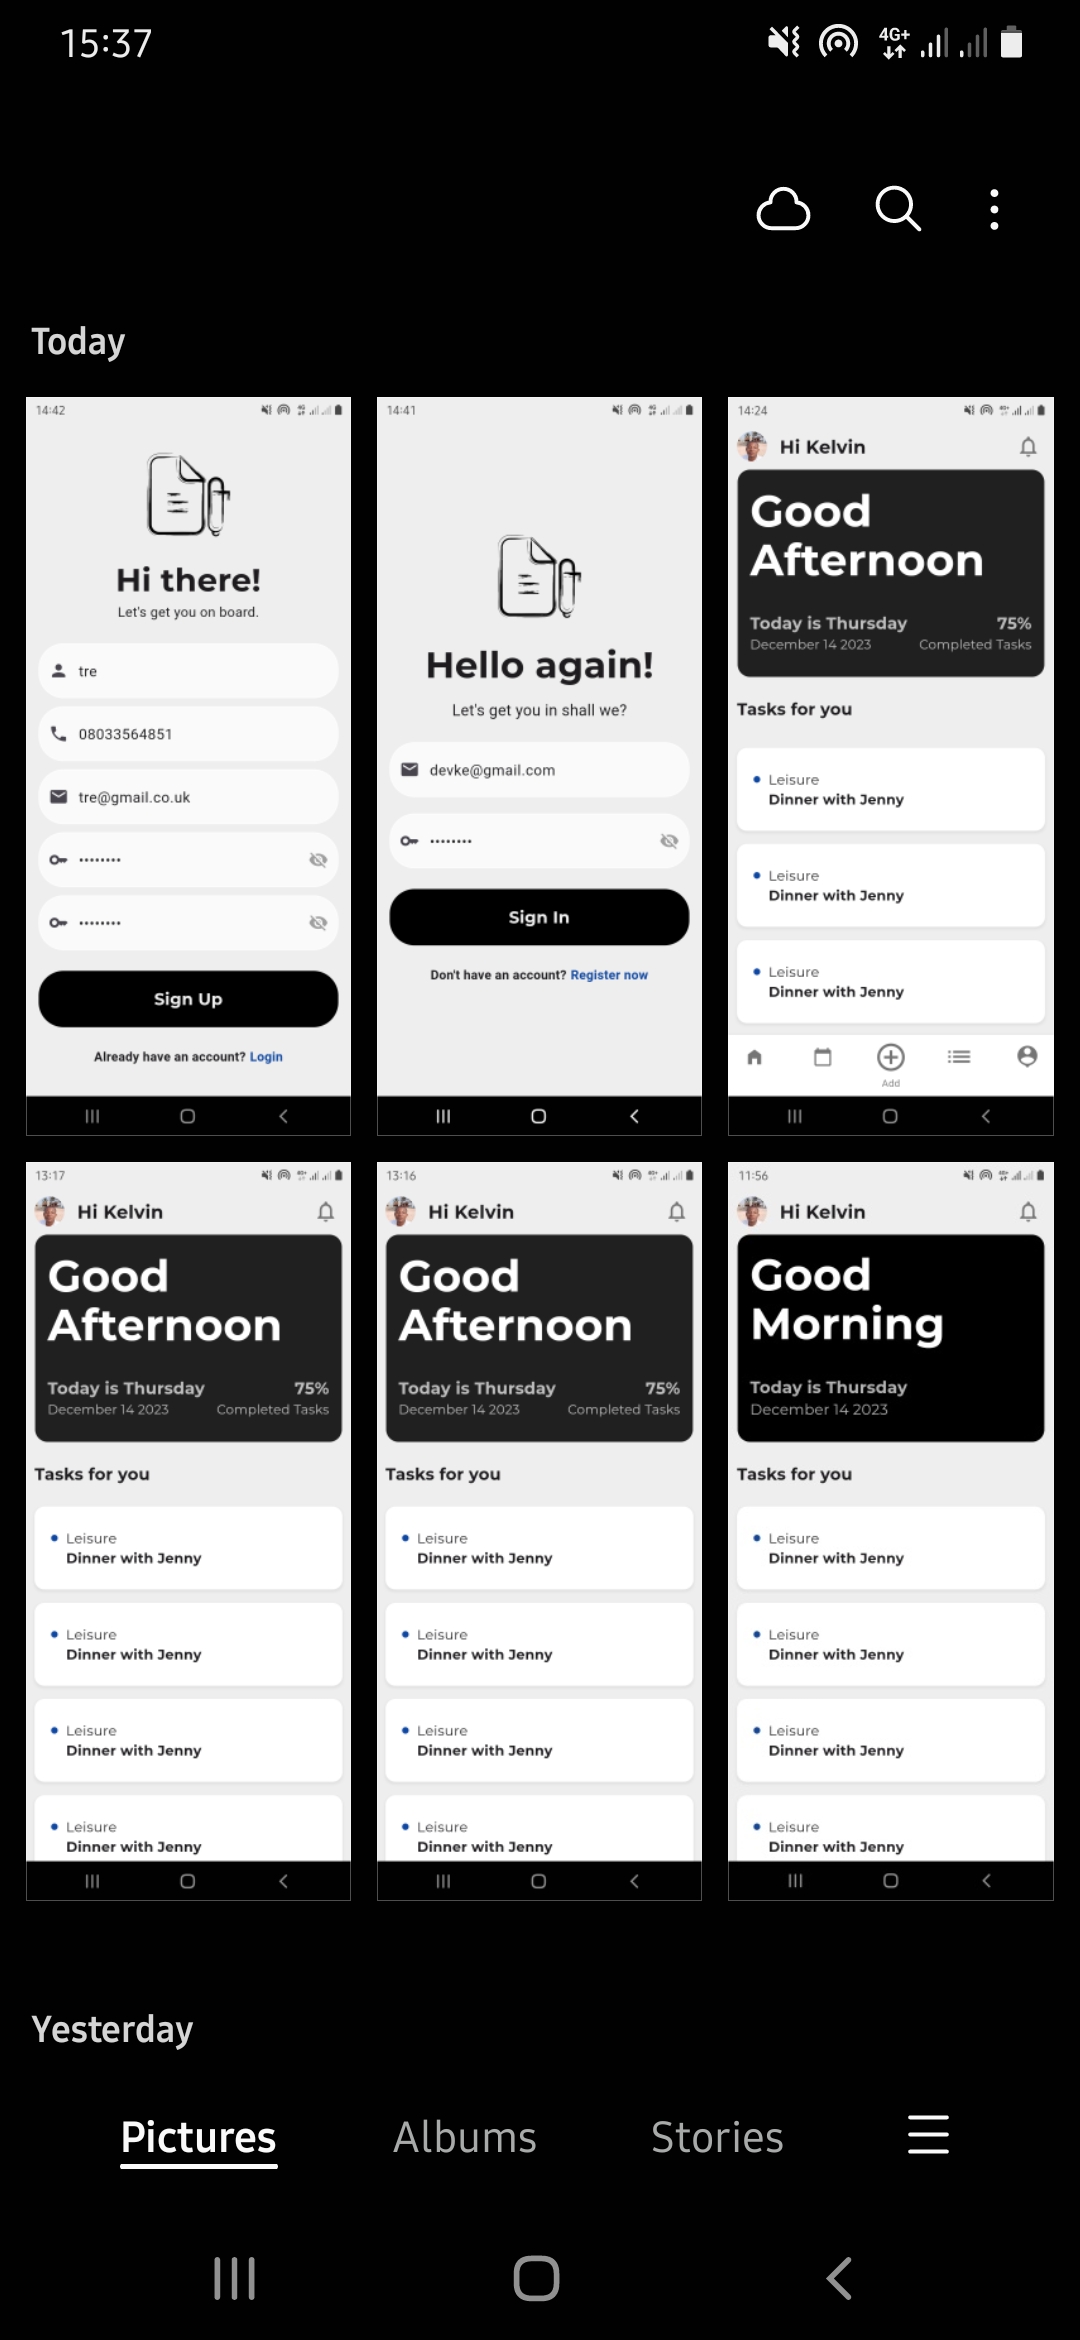 15:37
4G+
Today
14:42
Hi there!
Let's get you on board.
tre
08033564851
tre@gmail.co.uk
Sign Up
Already have an account? Login
14:41
Hello again!
Let's get you in shall we?
devke@gmail.com
Sign In
Don't have an account? Register now
14:24
Hi Kelvin
Good
Afternoon
Today is Thursday 75%
December 14 2023 Completed Tasks
Tasks for you
Leisure
Dinner with Jenny
Leisure
Dinner with Jenny
Leisure
Dinner with Jenny
Add
13:17
Hi Kelvin
Good
Afternoon
Today is Thursday 75%
December 14 2023 Completed Tasks
Tasks for you
Leisure
Dinner with Jenny
Leisure
Dinner with Jenny
Leisure
Dinner with Jenny
Leisure
Dinner with Jenny
13:16
Hi Kelvin
Good
Afternoon
Today is Thursday 75%
December 14 2023 Completed Tasks
Tasks for you
Leisure
Dinner with Jenny
Leisure
Dinner with Jenny
Leisure
Dinner with Jenny
Leisure
Dinner with Jenny
11:56
Hi Kelvin
Good
Morning
Today is Thursday
December 14 2023
Tasks for you
Leisure
Dinner with Jenny
Leisure
Dinner with Jenny
Leisure
Dinner with Jenny
Leisure
Dinner with Jenny
Yesterday
Pictures Albums Stories